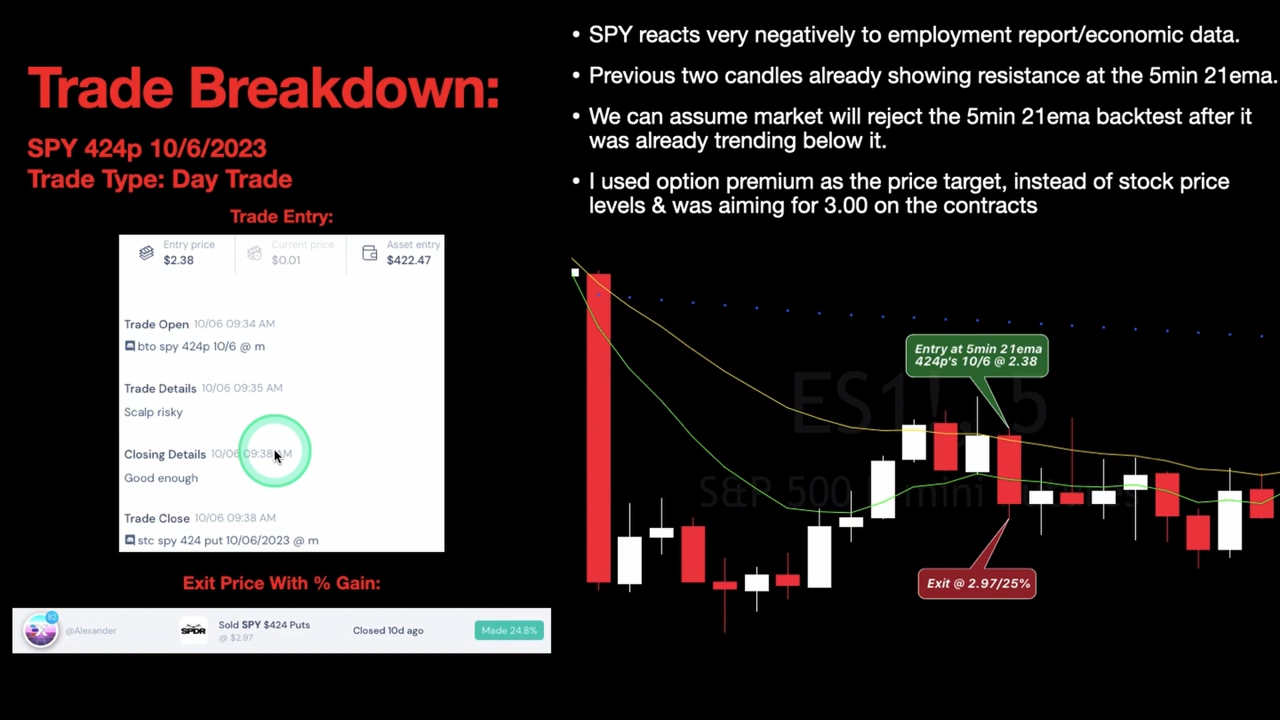 Trade Breakdown:
SPY 424p 10/6/2023
Trade Type: Day Trade
Trade Entry:
Entry price
$2.38
Current price
$0.01
Asset entry
$422.47
Trade Open 10/06 09:34 AM
bto spy 424p 10/6 @ m
Trade Details 10/06 09:35 AM
Scalp risky
Closing Details 10/06 09:38 AM
Good enough
Trade Close 10/06 09:38 AM
stc spy 424 put 10/06/2023 @ m
Exit Price With % Gain:
82
@Alexander
SPDR
Sold SPY $424 Puts
@ $2.97
Closed 10d ago
Made 24.8%
• SPY reacts very negatively to employment report/economic data.
• Previous two candles already showing resistance at the 5min 21ema.
• We can assume market will reject the 5min 21ema backtest after it
was already trending below it.
• I used option premium as the price target, instead of stock price
levels & was aiming for 3.00 on the contracts
Entry at 5min 21ema
424p's 10/6 @ 2.38
ES1!, 5
S&P 500
mini
Exit @ 2.97/25%